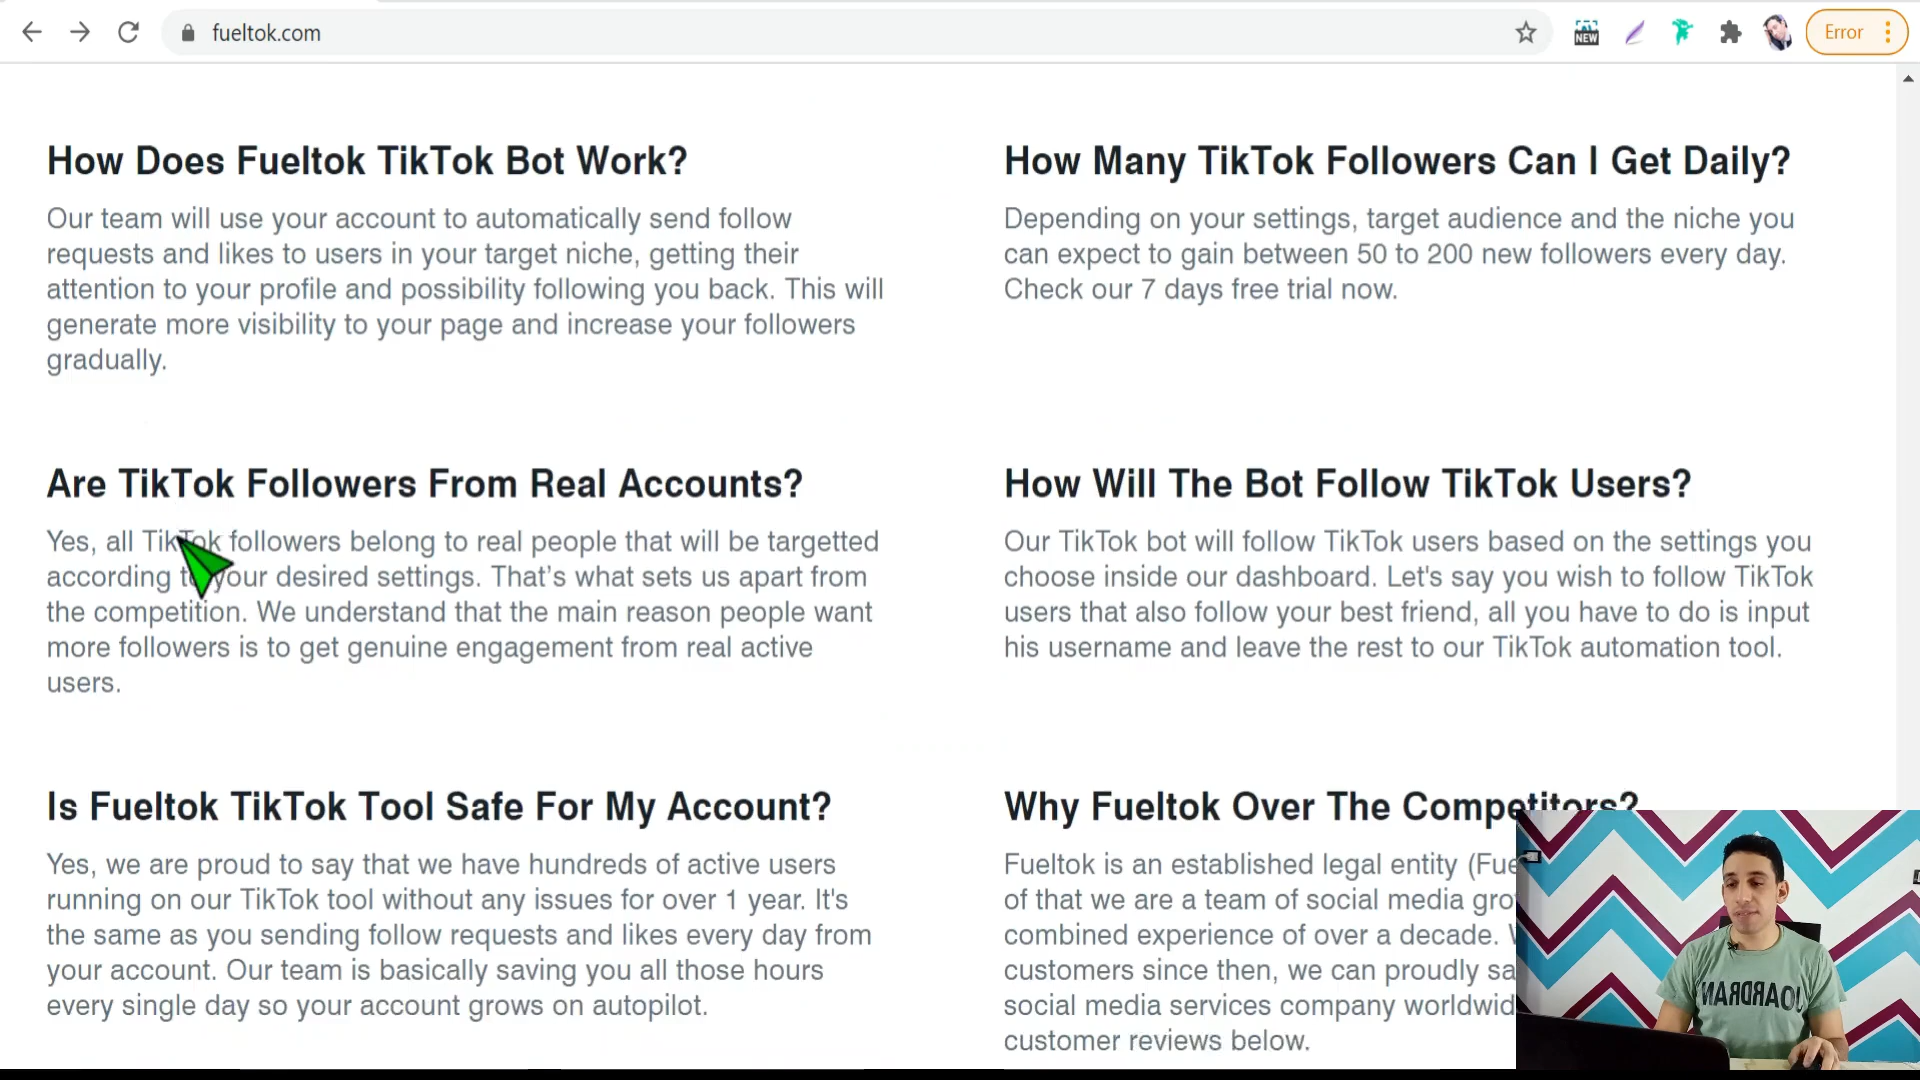 fueltok.com
NEW
Error
How Does Fueltok TikTok Bot Work?
Our team will use your account to automatically send follow
requests and likes to users in your target niche, getting their
attention to your profile and possibility following you back. This will
generate more visibility to your page and increase your followers
gradually.
How Many TikTok Followers Can I Get Daily?
Depending on your settings, target audience and the niche you
can expect to gain between 50 to 200 new followers every day.
Check our 7 days free trial now.
Are TikTok Followers From Real Accounts?
Yes, all TikTok followers belong to real people that will be targetted
according to your desired settings. That's what sets us apart from
the competition. We understand that the main reason people want
more followers is to get genuine engagement from real active
users.
How Will The Bot Follow TikTok Users?
Our TikTok bot will follow TikTok users based on the settings you
choose inside our dashboard. Let's say you wish to follow TikTok
users that also follow your best friend, all you have to do is input
his username and leave the rest to our TikTok automation tool.
Is Fueltok TikTok Tool Safe For My Account?
Yes, we are proud to say that we have hundreds of active users
running on our TikTok tool without any issues for over 1 year. It's
the same as you sending follow requests and likes every day from
your account. Our team is basically saving you all those hours
every single day so your account grows on autopilot.
Why Fueltok Over The Competitors?
Fueltok is an established legal entity (Fue
of that we are a team of social media gro
combined experience of over a decade.
customers since then, we can proudly sa
social media services company worldwid
customer reviews below.